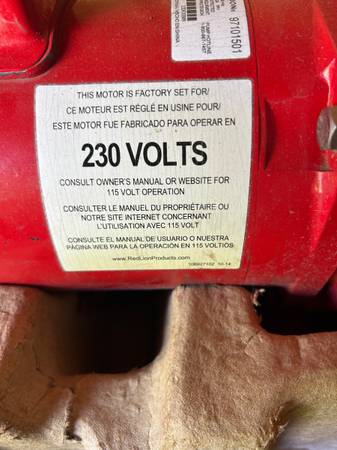 97101501
THIS MOTOR IS FACTORY SET FOR/
CE MOTEUR EST RÉGLÉ EN USINE POUR/
ESTE MOTOR FUE FABRICADO PARA OPERAR EN
230 VOLTS
CONSULT OWNER'S MANUAL OR WEBSITE FOR
115 VOLT OPERATION
CONSULTER LE MANUEL DU PROPRIÉTAIRE OU
NOTRE SITE INTERNET CONCERNANT
L'UTILISATION AVEC 115 VOLT
CONSULTE EL MANUAL DE USUARIO O NUESTRA
PÁGINA WEB PARA LA OPERACIÓN EN 115 VOLTIOS
www.RedLionProducts.com